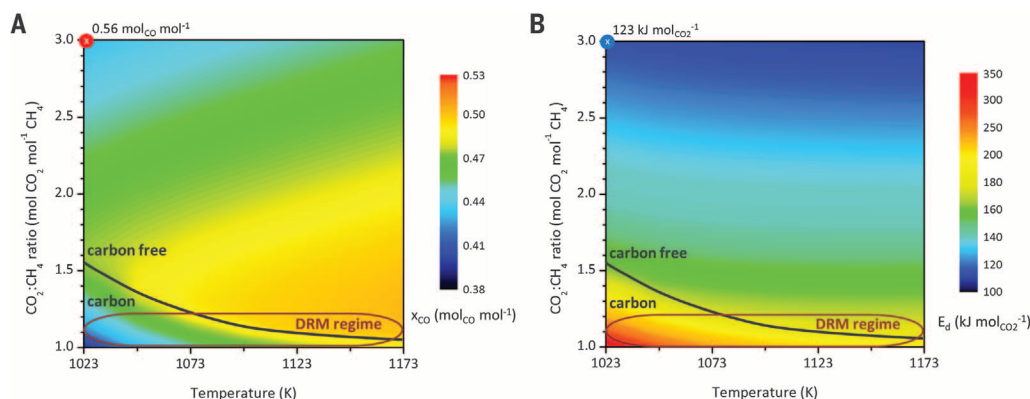 A
0.56 molCO mol⁻¹
3.0
2.5
2.0
1.5
1.0
CO₂:CH₄ ratio (mol CO₂ mol⁻¹ CH₄)
carbon free
carbon
DRM regime
1023
1073
1123
1173
Temperature (K)
0.53
0.50
0.47
0.44
0.41
0.38
xCO (molCO mol⁻¹)
B
123 kJ molCO2⁻¹
3.0
2.5
2.0
1.5
1.0
CO₂:CH₄ ratio (mol CO₂ mol⁻¹ CH₄)
carbon free
carbon
DRM regime
1023
1073
1123
1173
Temperature (K)
350
300
250
200
180
160
140
120
100
Ed
(kJ molCO2⁻¹)